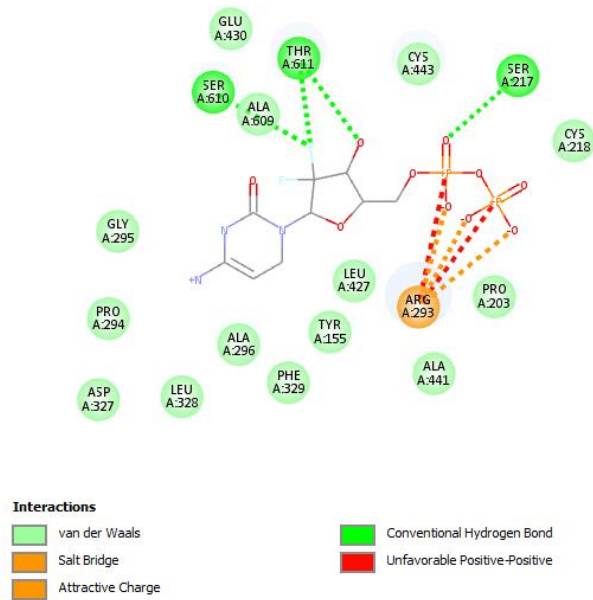 GLU
A:430
THR
A:611
CYS
A:443
SER
A:217
SER
A:610
ALA
A:609
CYS
A:218
F
F
O
O
O
P
O
O
O
O
P
O
O
N
N
O
+N
GLY
A:295
LEU
A:427
ARG
A:293
PRO
A:203
PRO
A:294
TYR
A:155
ALA
A:296
ALA
A:441
PHE
A:329
LEU
A:328
ASP
A:327
Interactions
van der Waals
Conventional Hydrogen Bond
Salt Bridge
Unfavorable Positive-Positive
Attractive Charge